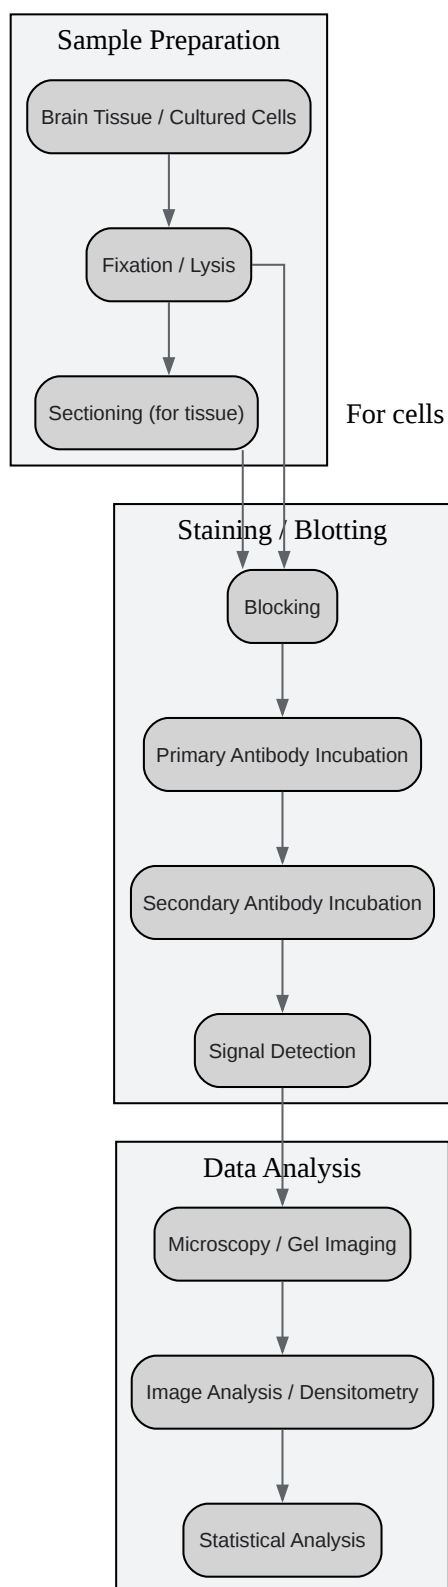 Sample Preparation
Brain Tissue / Cultured Cells
Fixation / Lysis
Sectioning (for tissue)
For cells
Staining / Blotting
Blocking
Primary Antibody Incubation
Secondary Antibody Incubation
Signal Detection
Data Analysis
Microscopy / Gel Imaging
Image Analysis / Densitometry
Statistical Analysis